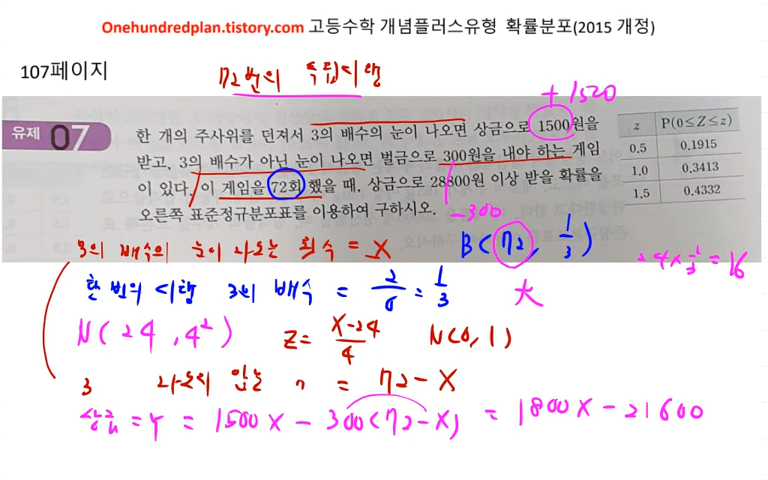 Onehundredplan.tistory.com 고등수학 개념플러스유형 확률분포(2015 개정)
107페이지
72번의 독립시행
+1500
유제 07
한 개의 주사위를 던져서 3의 배수의 눈이 나오면 상금으로 1500원을
받고, 3의 배수가 아닌 눈이 나오면 벌금으로 300원을 내야 하는 게임
이 있다. 이 게임을 72회 했을 때, 상금으로 28800원 이상 받을 확률을
오른쪽 표준정규분포표를 이용하여 구하시오.
z P(0≤Z≤z)
0.5 0.1915
1.0 0.3413
1.5 0.4332
-300
3의 배수의 눈이 나오는 횟수 = X
B(72, 1/3)
24×2/3=16
한 번의 시행 3의 배수 = 2/6 = 1/3
大
N(24, 4²) Z = X-24/4 N(0, 1)
3 나오지 않는 〃 = 72-X
상금 = Y = 1500X - 300(72-X) = 1800X - 21600